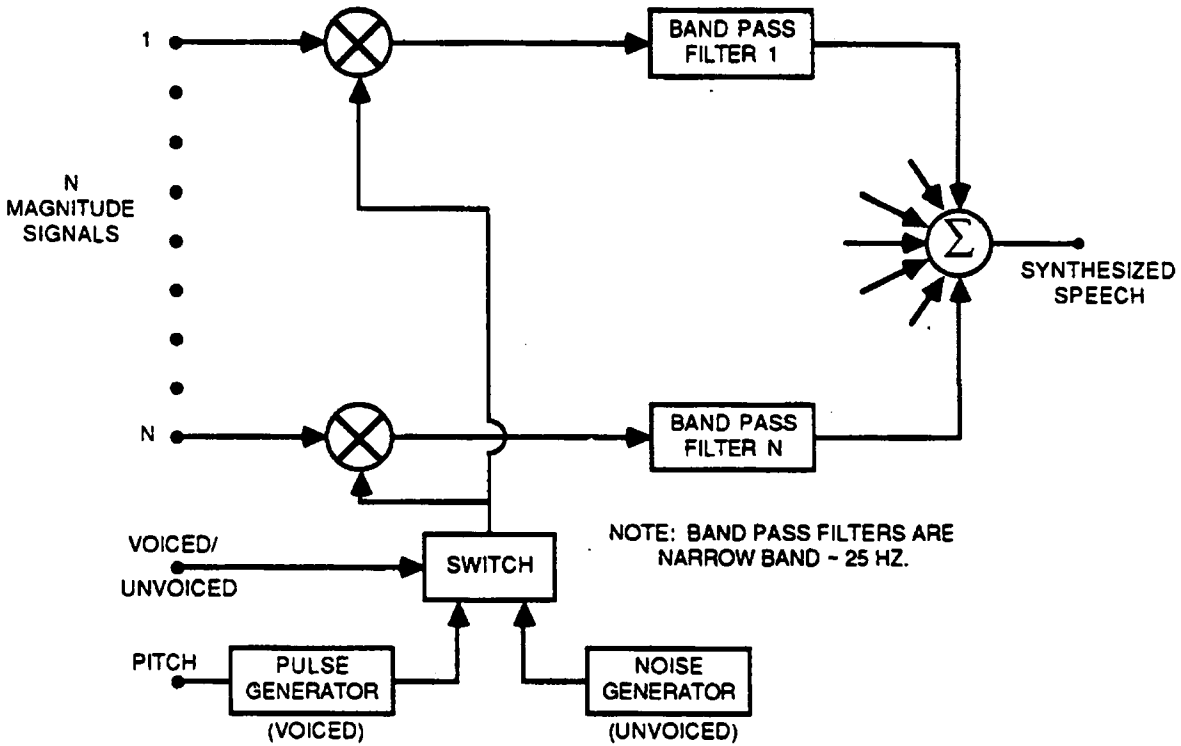 1
BAND PASS
FILTER 1
N
MAGNITUDE
SIGNALS
Σ
SYNTHESIZED
SPEECH
N
BAND PASS
FILTER N
NOTE: BAND PASS FILTERS ARE
NARROW BAND ~ 25 HZ.
VOICED/
UNVOICED
SWITCH
PITCH
PULSE
GENERATOR
(VOICED)
NOISE
GENERATOR
(UNVOICED)